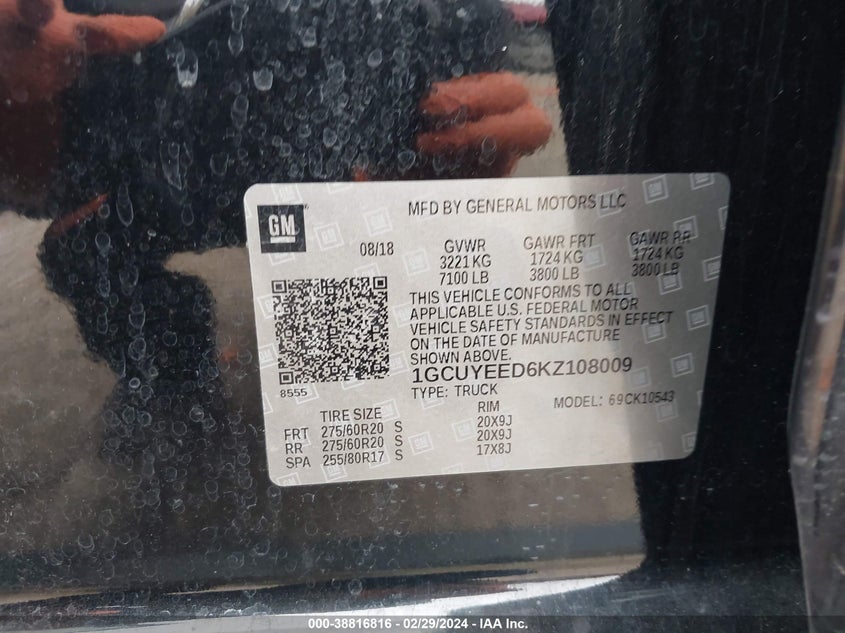 GM
MFD BY GENERAL MOTORS LLC
08/18
GVWR GAWR FRT GAWR RR
3221 KG 1724 KG 1724 KG
7100 LB 3800 LB 3800 LB
THIS VEHICLE CONFORMS TO ALL
APPLICABLE U.S. FEDERAL MOTOR
VEHICLE SAFETY STANDARDS IN EFFECT
ON THE DATE OF MANUFACTURE
SHOWN ABOVE.
8555
1GCUYEED6KZ108009
TYPE: TRUCK
MODEL: 69CK10543
TIRE SIZE RIM
FRT 275/60R20 S 20X9J
RR 275/60R20 S 20X9J
SPA 255/80R17 S 17X8J
000-38816816 - 02/29/2024 - IAA Inc.